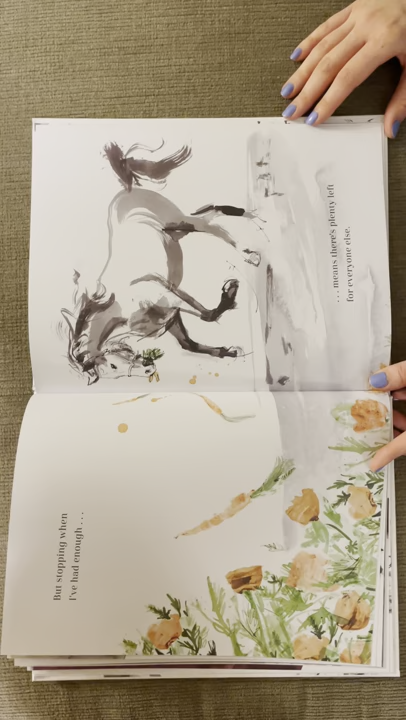 But stopping when
I've had enough . . .
. . . means there's plenty left
for everyone else.